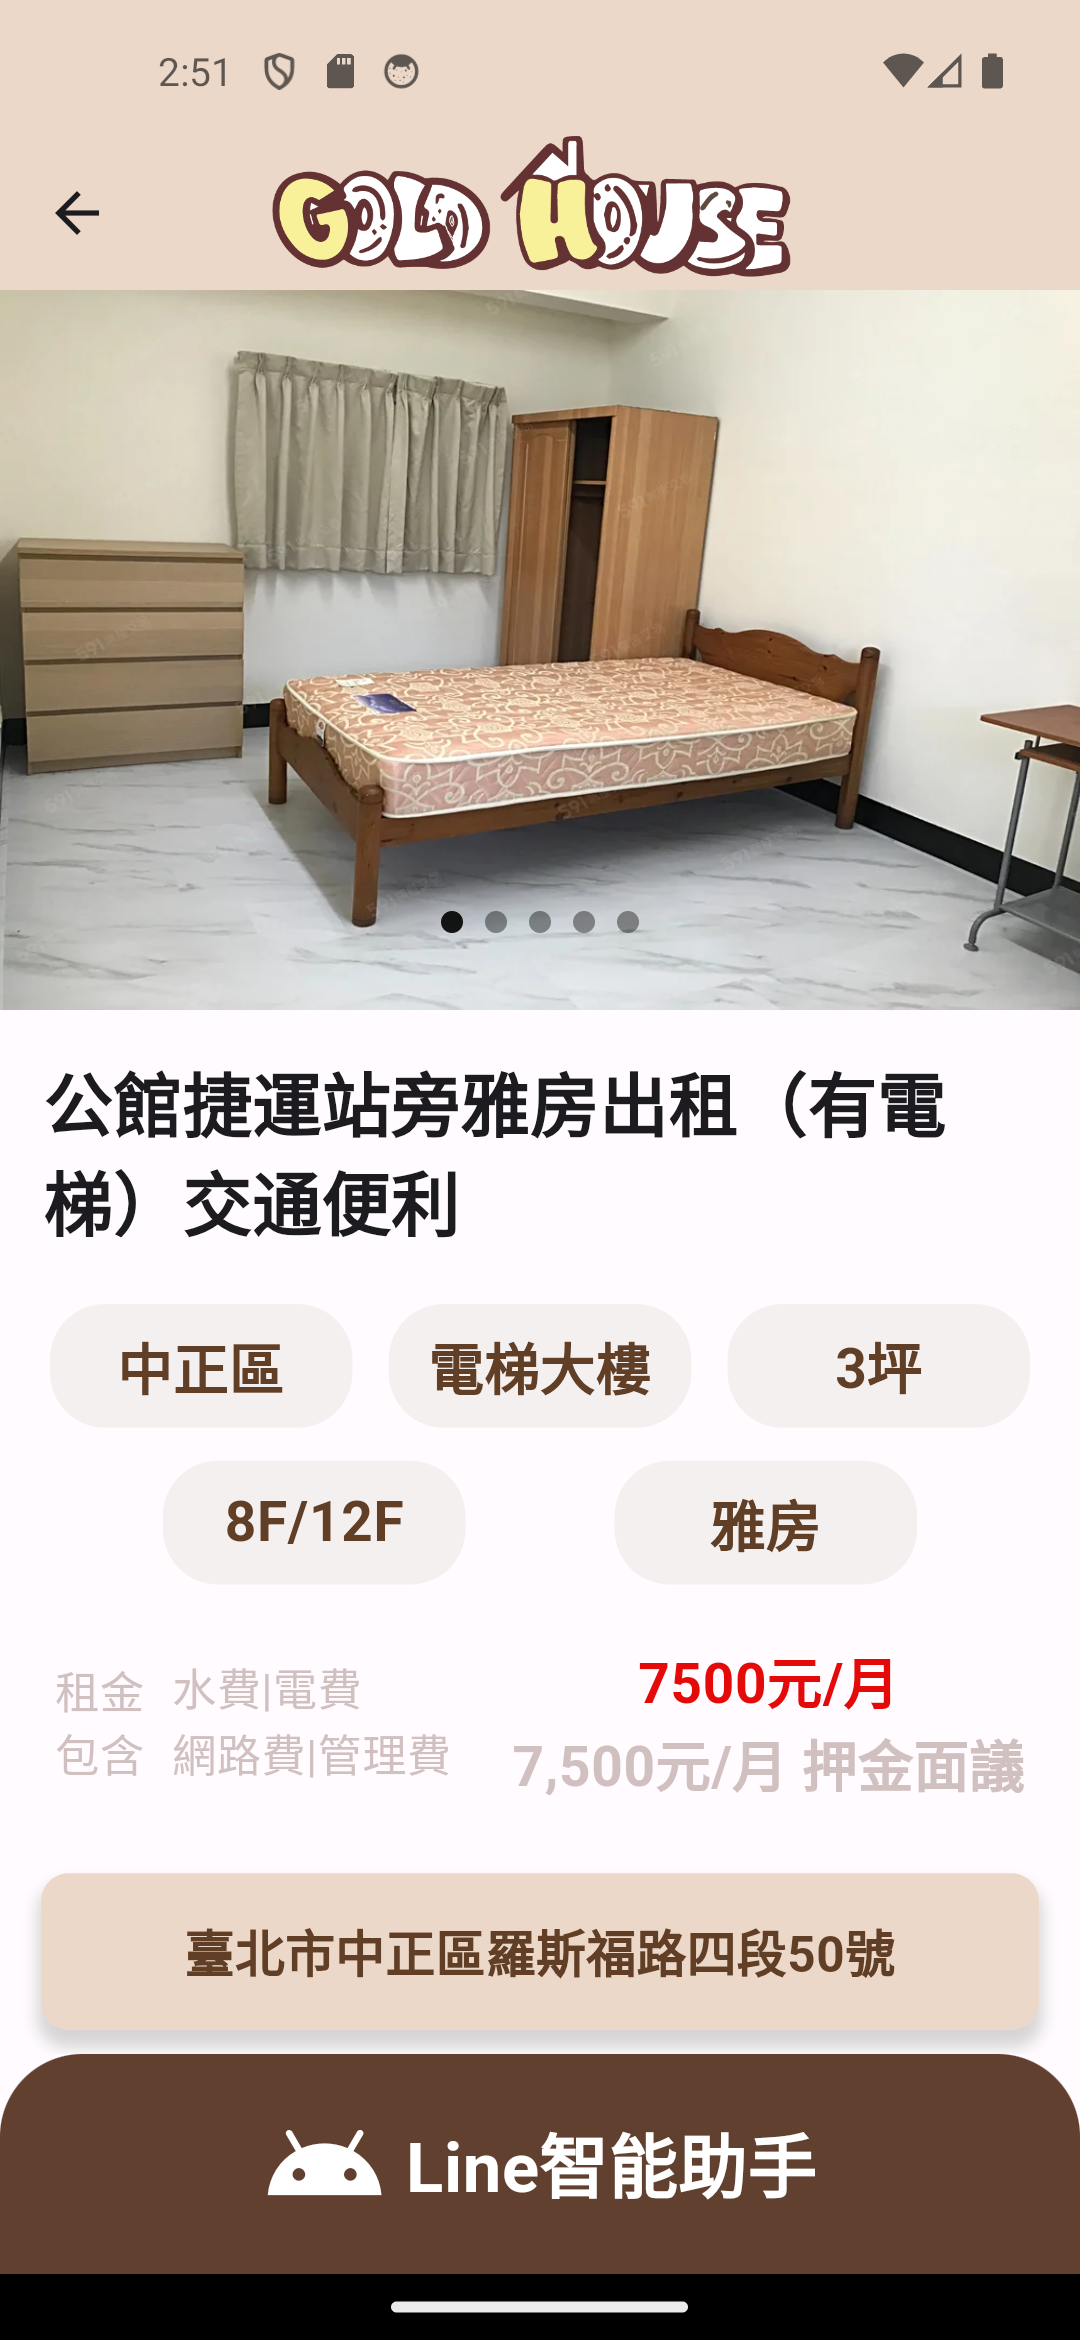 2:51
GOLD HOUSE
公館捷運站旁雅房出租（有電
梯）交通便利
中正區
電梯大樓
3坪
8F/12F
雅房
租金 水費|電費
包含 網路費|管理費
7500元/月
7,500元/月 押金面議
臺北市中正區羅斯福路四段50號
Line智能助手